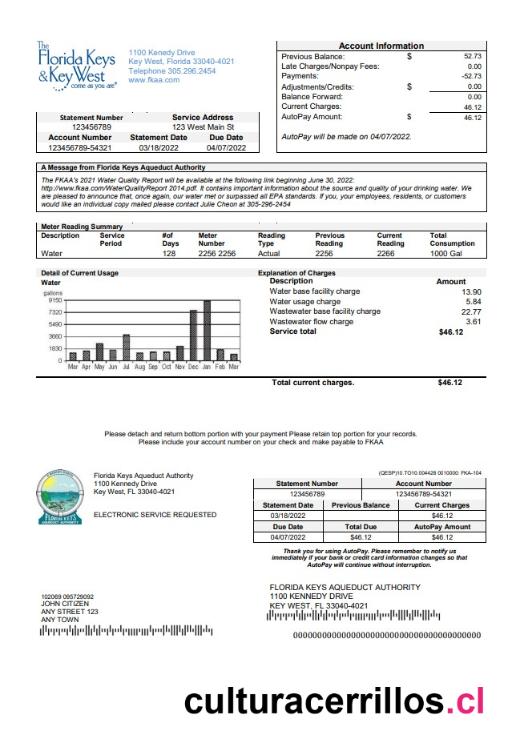 The
Florida Keys
& Key West
come as you are®
1100 Kenedy Drive
Key West, Florida 33040-4021
Telephone 305.296.2454
www.fkaa.com
Account Information
Previous Balance: $ 52.73
Late Charges/Nonpay Fees: 0.00
Payments: -52.73
Adjustments/Credits: $ 0.00
Balance Forward: 0.00
Current Charges: 46.12
AutoPay Amount: $ 46.12
AutoPay will be made on 04/07/2022.
Statement Number Service Address
123456789 123 West Main St
Account Number Statement Date Due Date
123456789-54321 03/18/2022 04/07/2022
A Message from Florida Keys Aqueduct Authority
The FKAA's 2021 Water Quality Report will be available at the following link beginning June 30, 2022:
http://www.fkaa.com/WaterQualityReport 2014.pdf. It contains important information about the source and quality of your drinking water. We
are pleased to announce that, once again, our water met or surpassed all EPA standards. If you, your employees, residents, or customers
would like an individual copy mailed please contact Julie Cheon at 305-296-2454
Meter Reading Summary
Description Service Period #of Days Meter Number Reading Type Previous Reading Current Reading Total Consumption
Water 128 2256 2256 Actual 2256 2266 1000 Gal
Detail of Current Usage
Water
gallons
9150
7320
5490
3660
1830
0
Mar Apr May Jun Jul Aug Sep Oct Nov Dec Jan Feb Mar
Explanation of Charges
Description Amount
Water base facility charge 13.90
Water usage charge 5.84
Wastewater base facility charge 22.77
Wastewater flow charge 3.61
Service total $46.12
Total current charges. $46.12
Please detach and return bottom portion with your payment Please retain top portion for your records.
Please include your account number on your check and make payable to FKAA
Florida Keys Aqueduct Authority
1100 Kennedy Drive
Key West, FL 33040-4021
ELECTRONIC SERVICE REQUESTED
FLORIDA KEYS
AQUEDUCT AUTHORITY
(QESP)10.TO10.004428 0010000: FKA-104
Statement Number Account Number
123456789 123456789-54321
Statement Date Previous Balance Current Charges
03/18/2022 $46.12
Due Date Total Due AutoPay Amount
04/07/2022 $46.12 $46.12
Thank you for using AutoPay. Please remember to notify us
immediately if your bank or credit card information changes so that
AutoPay will continue without interruption.
102069 095729092
JOHN CITIZEN
ANY STREET 123
ANY TOWN
FLORIDA KEYS AQUEDUCT AUTHORITY
1100 KENNEDY DRIVE
KEY WEST, FL 33040-4021
culturacerrillos.cl